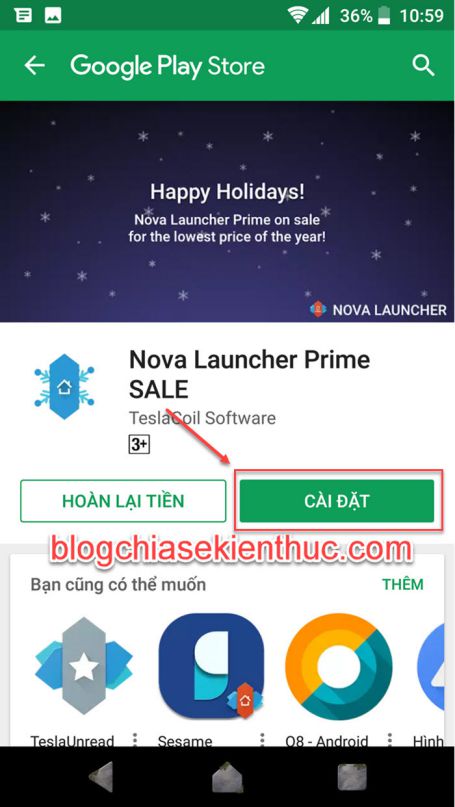 36% 10:59
Google Play Store
Happy Holidays!
Nova Launcher Prime on sale
for the lowest price of the year!
NOVA LAUNCHER
Nova Launcher Prime
SALE
TeslaCoil Software
3+
HOÀN LẠI TIỀN
CÀI ĐẶT
blogchiasekienthuc.com
Bạn cũng có thể muốn
THÊM
TeslaUnread
Sesame
O8 - Android
Hình